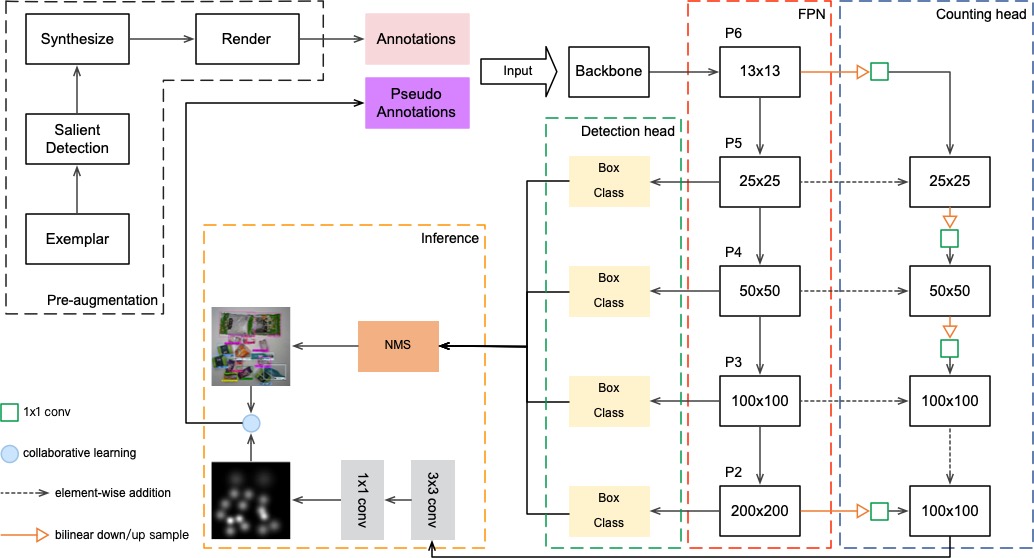 Synthesize
Render
Annotations
Pseudo
Annotations
Salient
Detection
Exemplar
Pre-augmentation
Input
Backbone
FPN
Counting head
Detection head
P6
13x13
P5
25x25
Box
Class
25x25
P4
50x50
Box
Class
50x50
P3
100x100
Box
Class
100x100
P2
200x200
Box
Class
100x100
Inference
NMS
1x1 conv
3x3 conv
1x1 conv
collaborative learning
element-wise addition
bilinear down/up sample